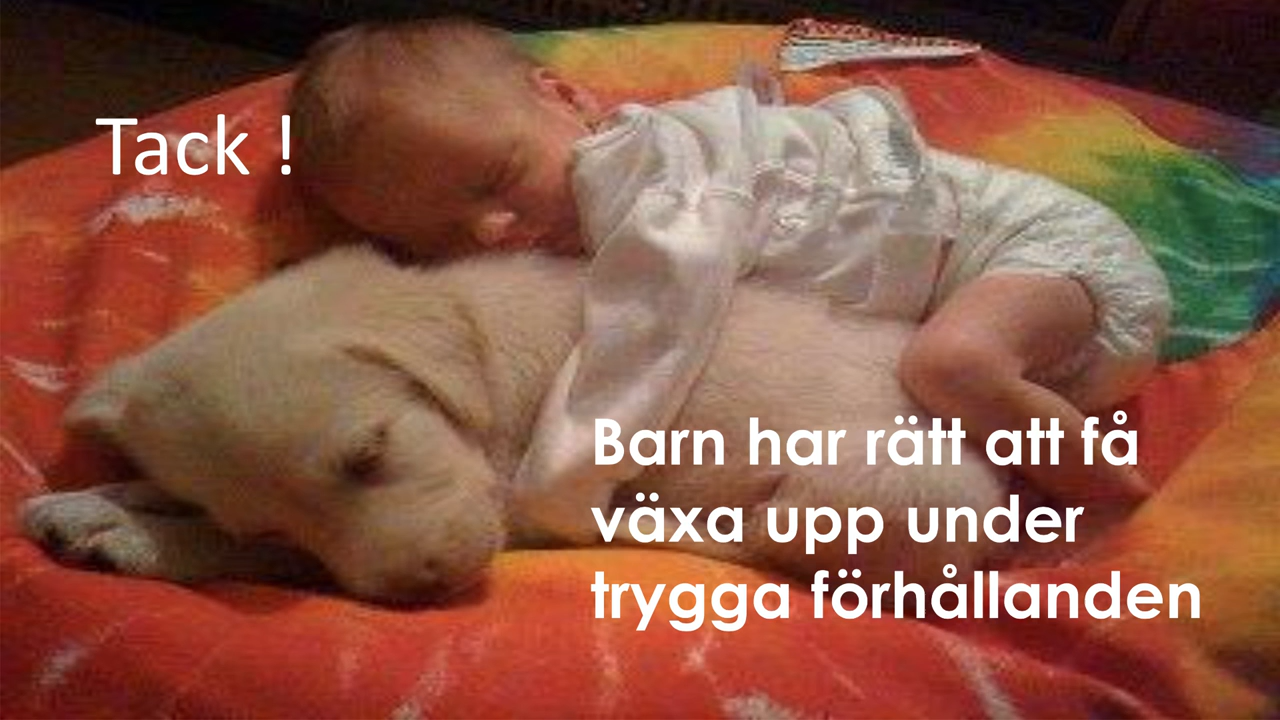 Tack !
Barn har rätt att få
växa upp under
trygga förhållanden